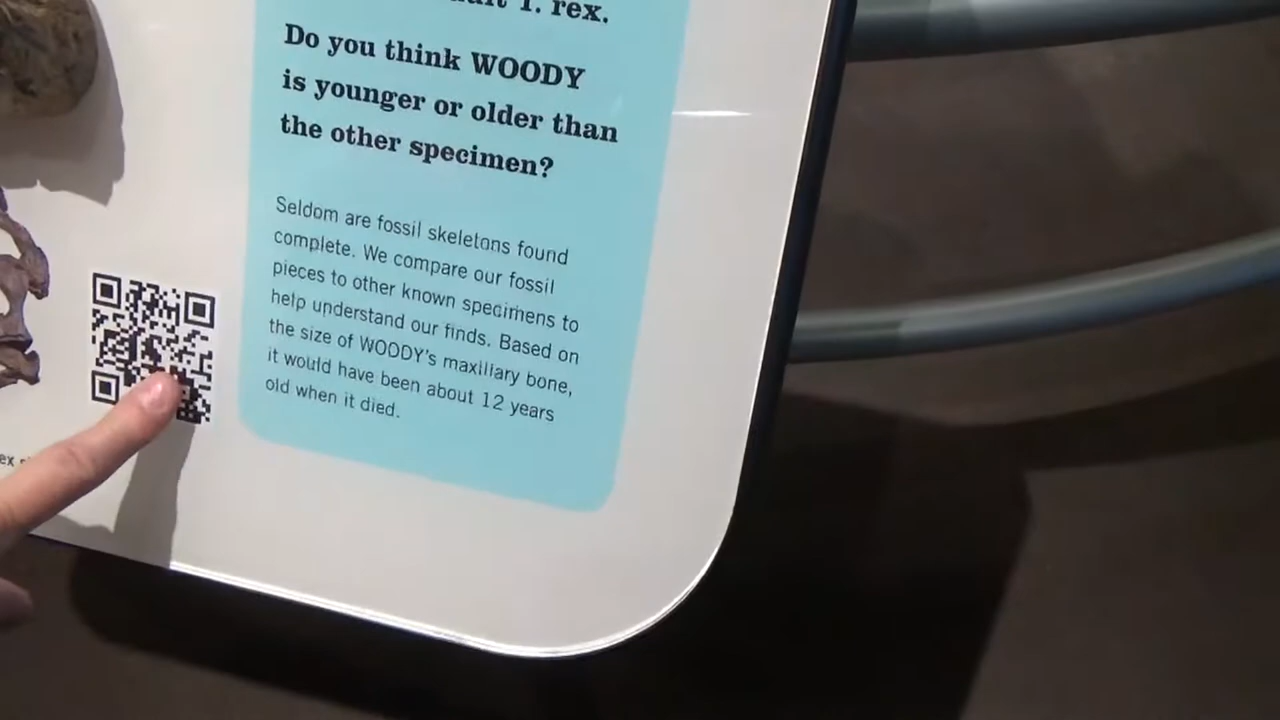 T. rex.
Do you think WOODY
is younger or older than
the other specimen?
Seldom are fossil skeletons found
complete. We compare our fossil
pieces to other known specimens to
help understand our finds. Based on
the size of WOODY's maxillary bone,
it would have been about 12 years
old when it died.
ex